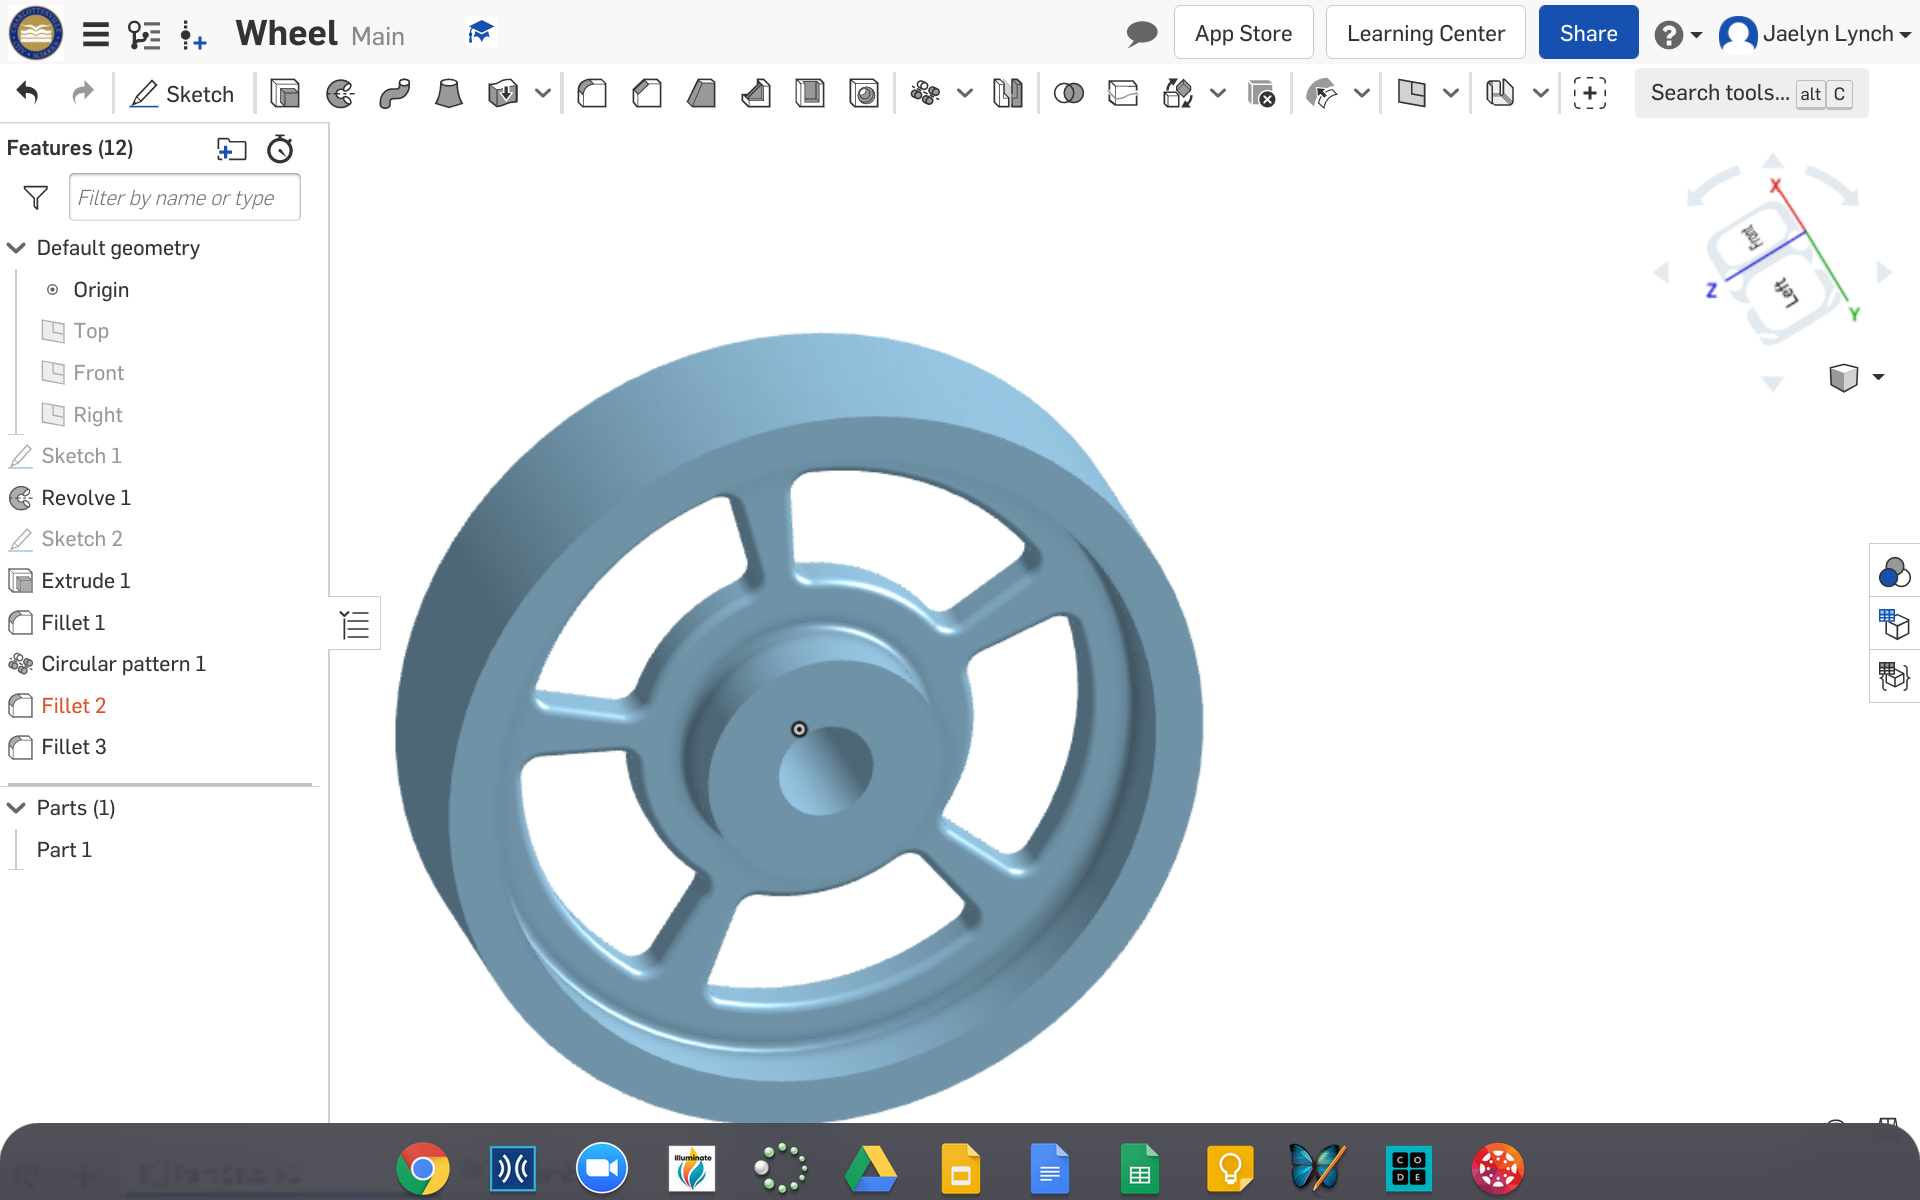 Wheel Main
App Store
Learning Center
Share
Jaelyn Lynch
Sketch
Search tools... alt C
Features (12)
Filter by name or type
Default geometry
Origin
Top
Front
Right
Sketch 1
Revolve 1
Sketch 2
Extrude 1
Fillet 1
Circular pattern 1
Fillet 2
Fillet 3
Parts (1)
Part 1
X
Front
Z
Left
Y
Illuminate
CO
DE